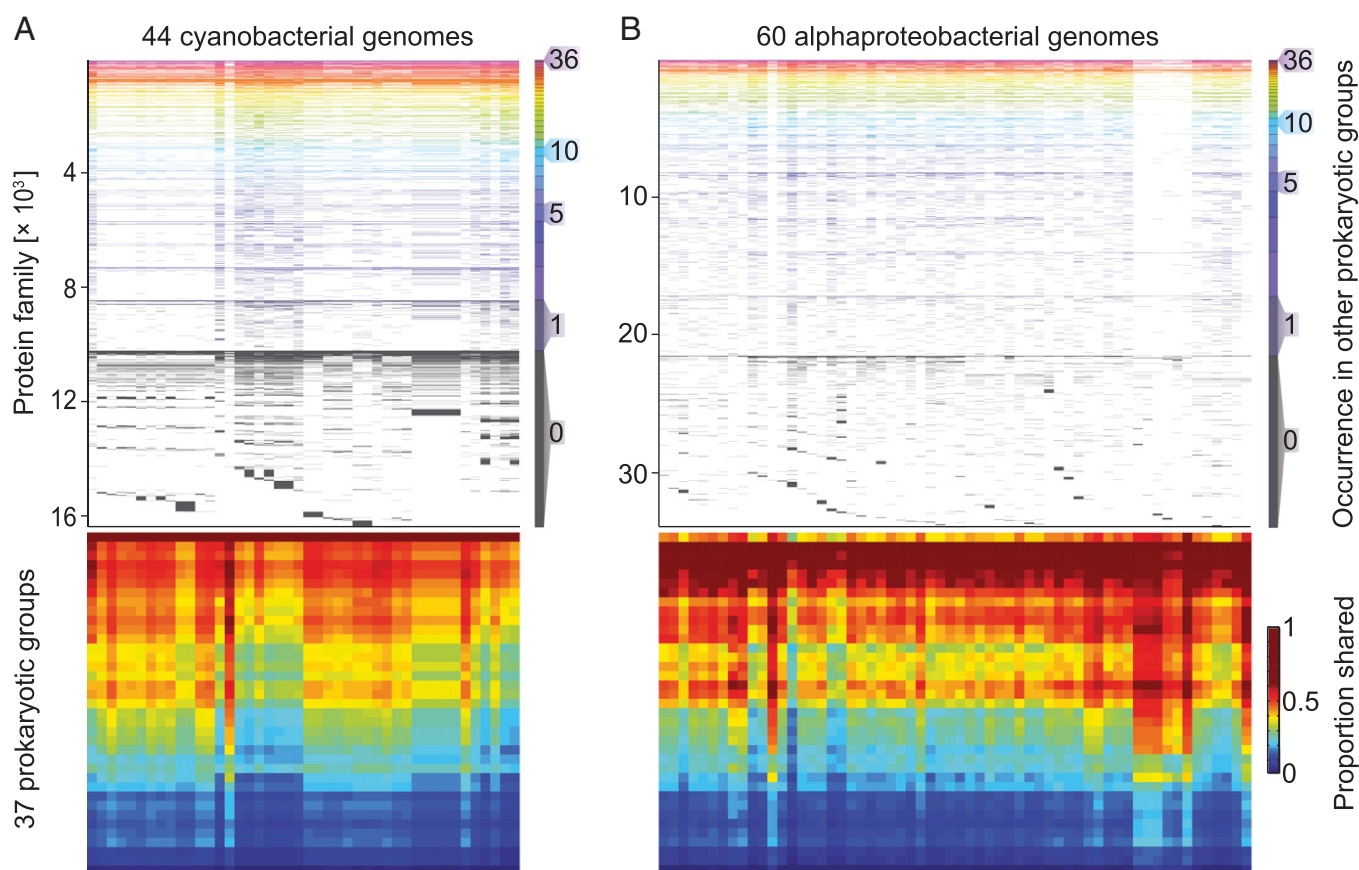 A
44 cyanobacterial genomes
B
60 alphaproteobacterial genomes
Protein family [× 10³]
4
8
12
16
36
10
5
1
0
10
20
30
36
10
5
1
0
Occurrence in other prokaryotic groups
37 prokaryotic groups
1
0.5
0
Proportion shared